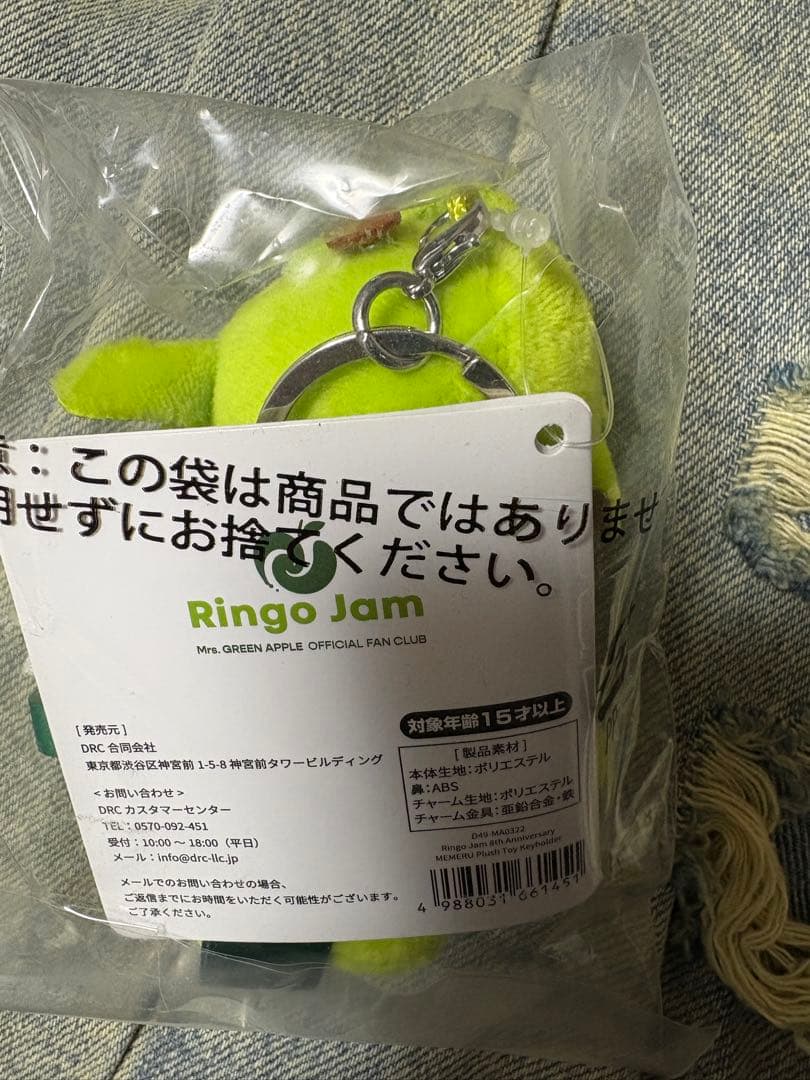 意：この袋は商品ではありませ
用せずにお捨てください。
Ringo Jam
Mrs. GREEN APPLE OFFICIAL FAN CLUB
対象年齢15才以上
[発売元]
DRC 合同会社
東京都渋谷区神宮前 1-5-8 神宮前タワービルディング
<お問い合わせ>
DRC カスタマーセンター
TEL：0570-092-451
受付：10:00 〜 18:00（平日）
メール：info@drc-llc.jp
メールでのお問い合わせの場合、
ご返信までにお時間をいただく可能性がございます。
ご了承ください。
[製品素材]
本体生地：ポリエステル
鼻：ABS
チャーム生地：ポリエステル
チャーム金具：亜鉛合金・鉄
D49-MA0322
Ringo Jam 8th Anniversary
MEMERU Plush Toy Keyholder
4 988031 661451